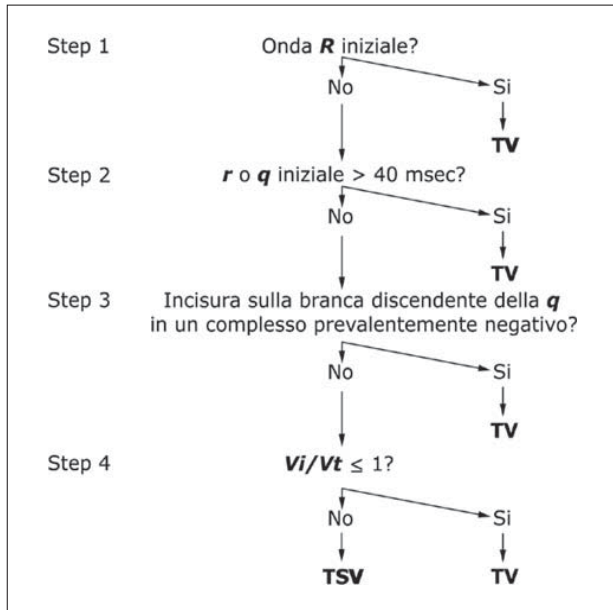 Step 1 Onda R iniziale?
No Si
TV
Step 2 r o q iniziale > 40 msec?
No Si
TV
Step 3 Incisura sulla branca discendente della q
in un complesso prevalentemente negativo?
No Si
TV
Step 4 Vi/Vt ≤ 1?
No Si
TSV TV